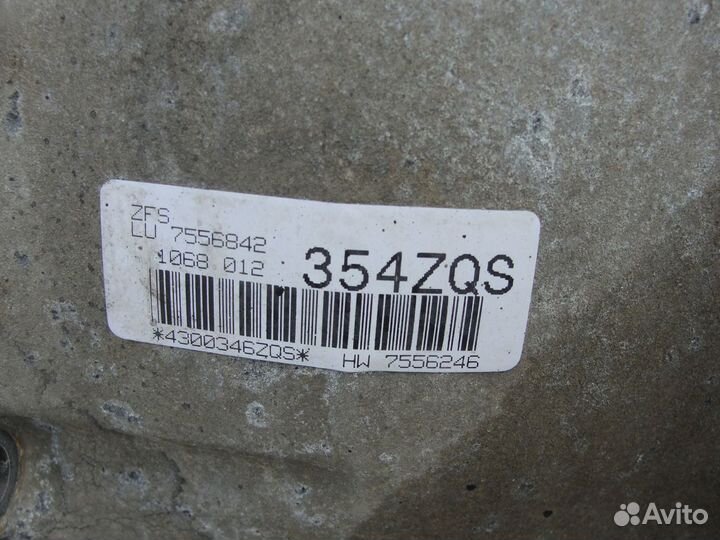 ZFS
LU 7556842
1068 012
354ZQS
*4300346ZQS* HW 7556246
Avito